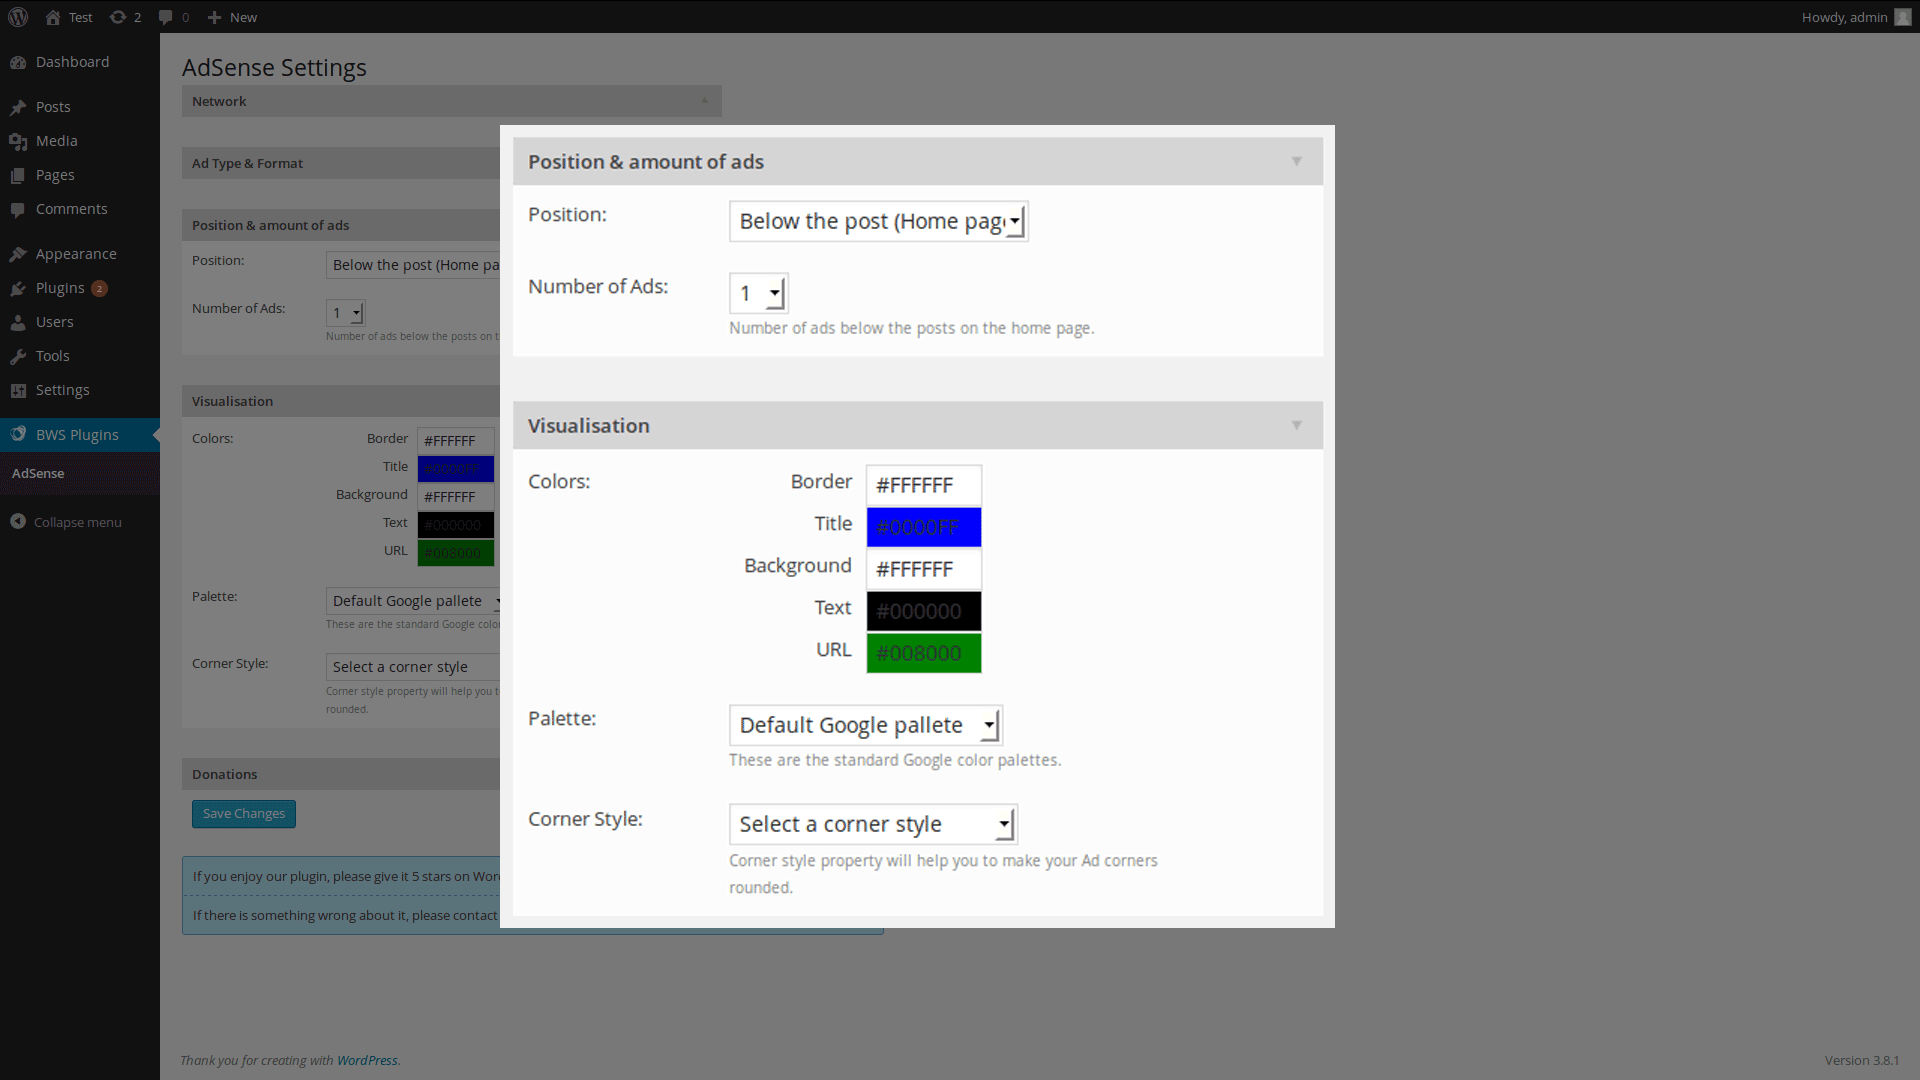 Test 2 0 New Howdy, admin
Dashboard
Posts
Media
Pages
Comments
Appearance
Plugins 2
Users
Tools
Settings
BWS Plugins
AdSense
Collapse menu
AdSense Settings
Network
Ad Type & Format
Position & amount of ads
Position: Below the post (Home pa
Number of Ads: 1
Number of ads below the posts on t
Visualisation
Colors: Border #FFFFFF
Title #0000FF
Background #FFFFFF
Text #000000
URL #008000
Palette: Default Google pallete
These are the standard Google color
Corner Style: Select a corner style
Corner style property will help you t
rounded.
Donations
Save Changes
If you enjoy our plugin, please give it 5 stars on Wor
If there is something wrong about it, please contact
Position & amount of ads
Position: Below the post (Home pag
Number of Ads: 1
Number of ads below the posts on the home page.
Visualisation
Colors: Border #FFFFFF
Title #0000FF
Background #FFFFFF
Text #000000
URL #008000
Palette: Default Google pallete
These are the standard Google color palettes.
Corner Style: Select a corner style
Corner style property will help you to make your Ad corners
rounded.
Thank you for creating with WordPress. Version 3.8.1